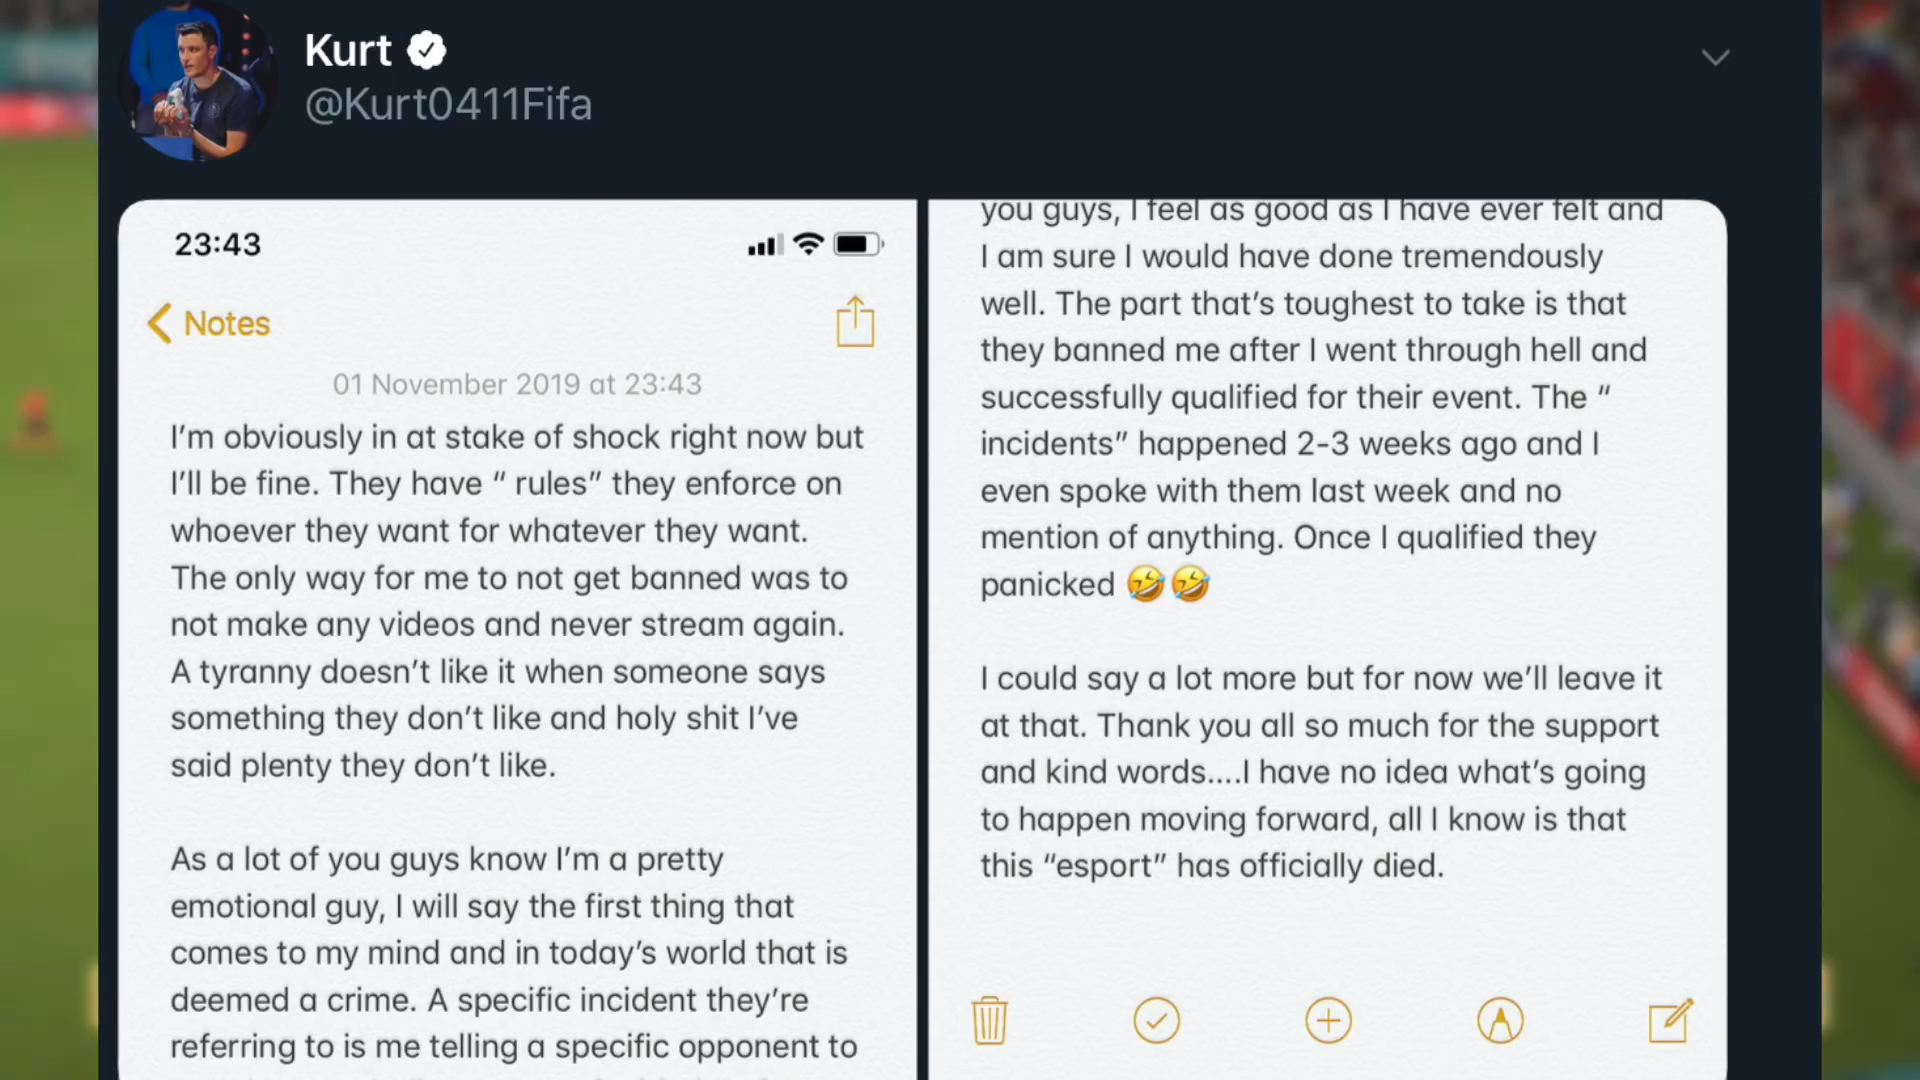 Kurt
@Kurt0411Fifa
23:43
Notes
01 November 2019 at 23:43
I'm obviously in at stake of shock right now but
I'll be fine. They have “ rules” they enforce on
whoever they want for whatever they want.
The only way for me to not get banned was to
not make any videos and never stream again.
A tyranny doesn't like it when someone says
something they don't like and holy shit I've
said plenty they don't like.
As a lot of you guys know I'm a pretty
emotional guy, I will say the first thing that
comes to my mind and in today's world that is
deemed a crime. A specific incident they're
referring to is me telling a specific opponent to
you guys, I feel as good as I have ever felt and
I am sure I would have done tremendously
well. The part that's toughest to take is that
they banned me after I went through hell and
successfully qualified for their event. The “
incidents” happened 2-3 weeks ago and I
even spoke with them last week and no
mention of anything. Once I qualified they
panicked 🤣🤣
I could say a lot more but for now we'll leave it
at that. Thank you all so much for the support
and kind words....I have no idea what's going
to happen moving forward, all I know is that
this “esport” has officially died.